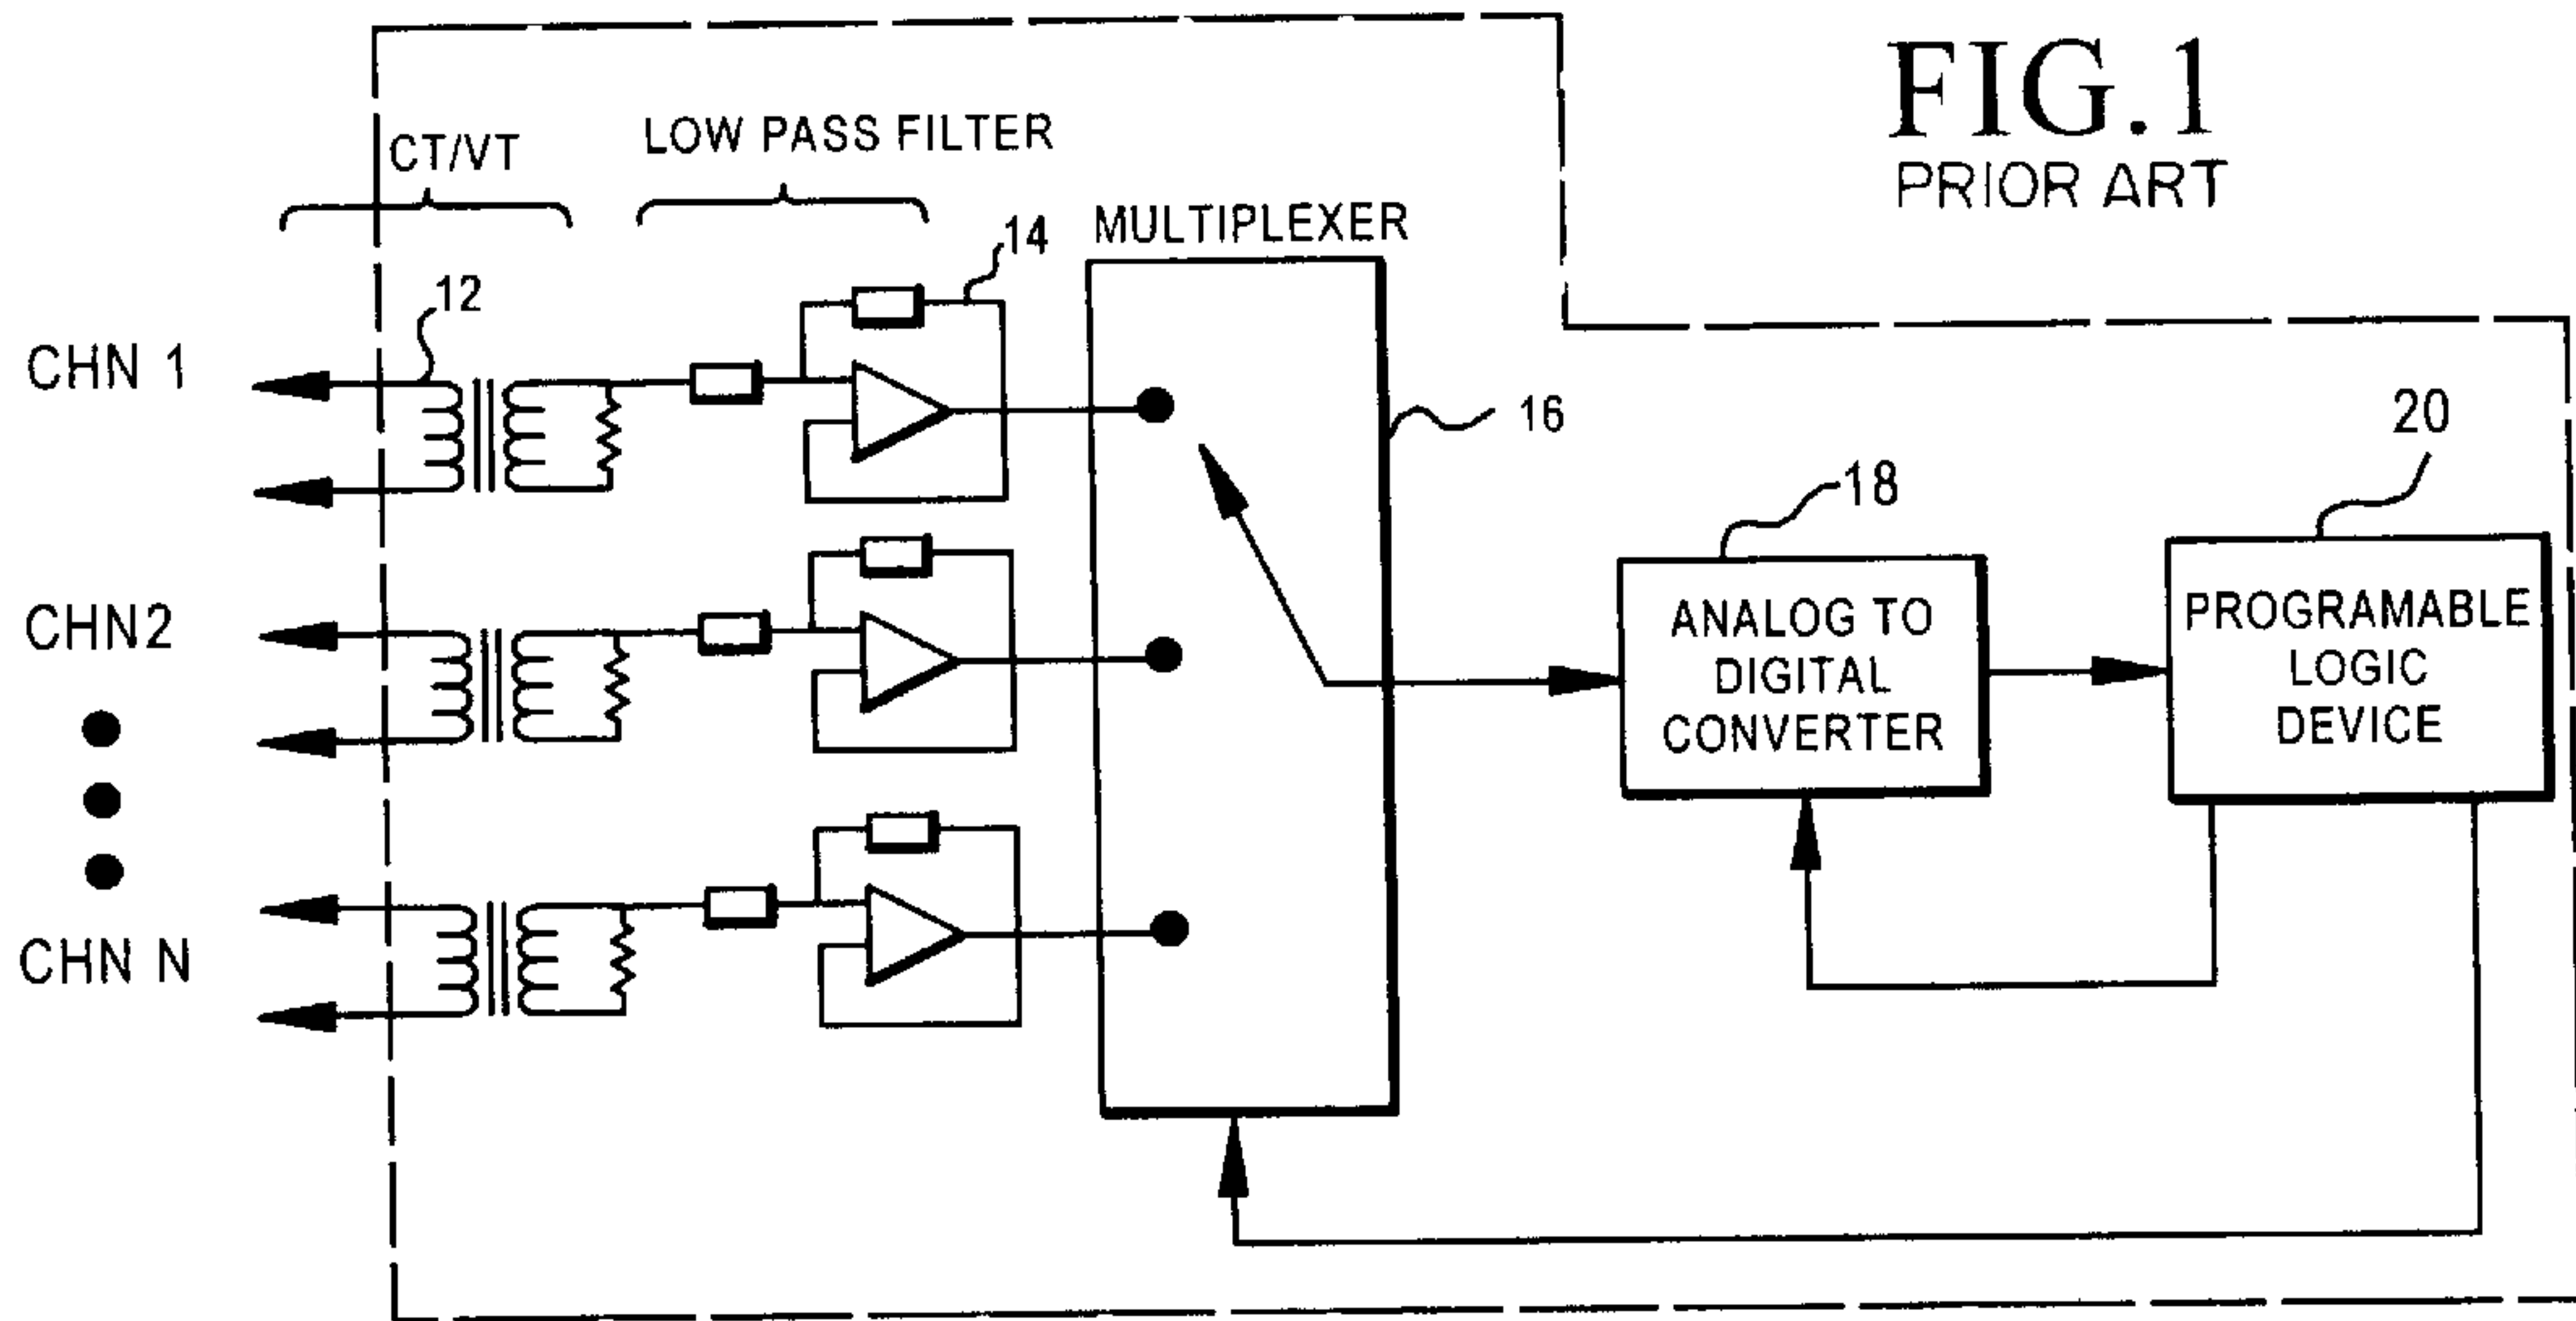 FIG.1
PRIOR ART
CT/VT
LOW PASS FILTER
MULTIPLEXER
14
12
CHN 1
16
20
18
ANALOG TO
DIGITAL
CONVERTER
PROGRAMABLE
LOGIC
DEVICE
CHN2
CHN N